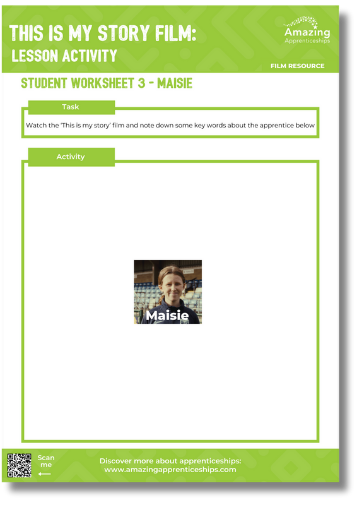 THIS IS MY STORY FILM:
LESSON ACTIVITY
Amazing
Apprenticeships
FILM RESOURCE
STUDENT WORKSHEET 3 - MAISIE
Task
Watch the 'This is my story' film and note down some key words about the apprentice below
Activity
Maisie
Scan
me
Discover more about apprenticeships:
www.amazingapprenticeships.com